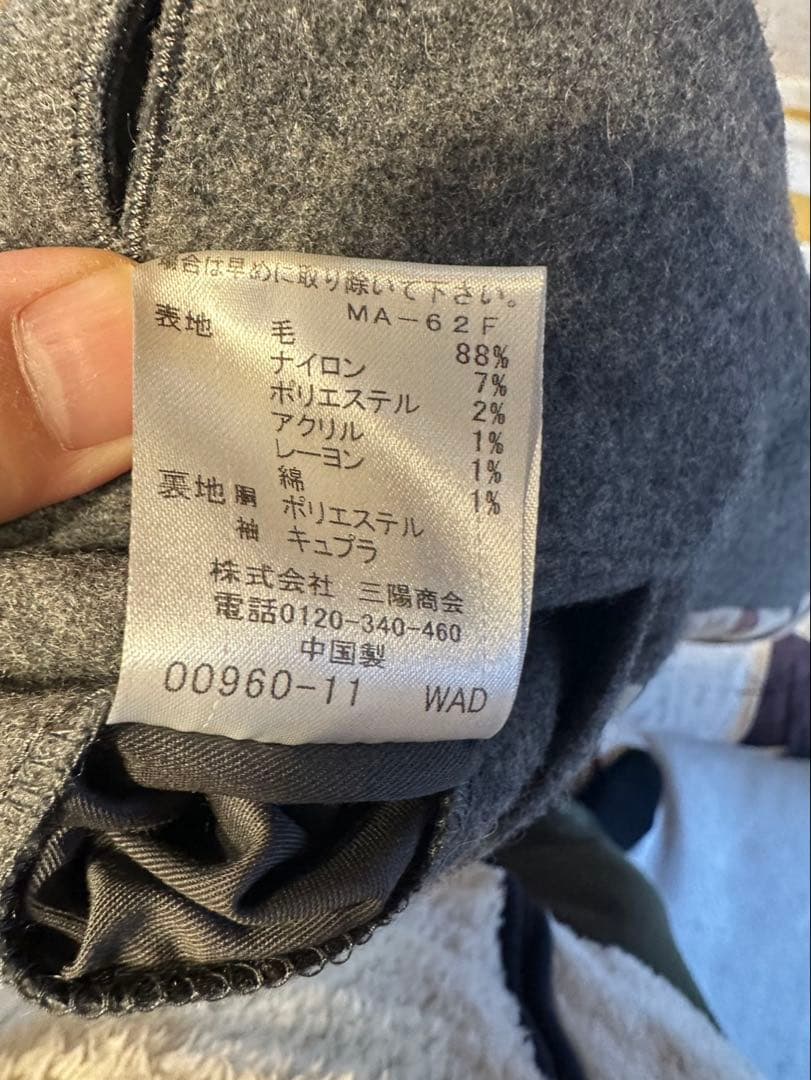 場合は早めに取り除いて下さい。
MA-62F
表地 毛 88%
ナイロン 7%
ポリエステル 2%
アクリル 1%
レーヨン 1%
綿 1%
裏地 胴 ポリエステル
袖 キュプラ
株式会社 三陽商会
電話0120-340-460
中国製
00960-11 WAD